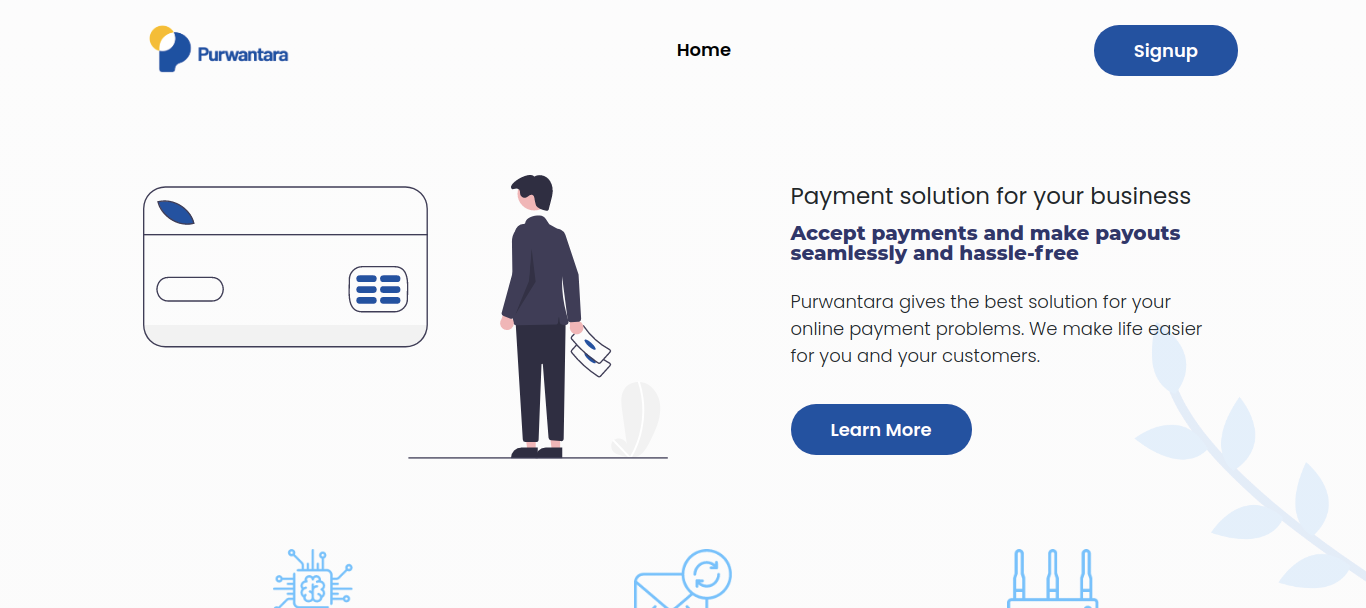 Purwantara
Home
Signup
Payment solution for your business
Accept payments and make payouts
seamlessly and hassle-free
Purwantara gives the best solution for your
online payment problems. We make life easier
for you and your customers.
Learn More